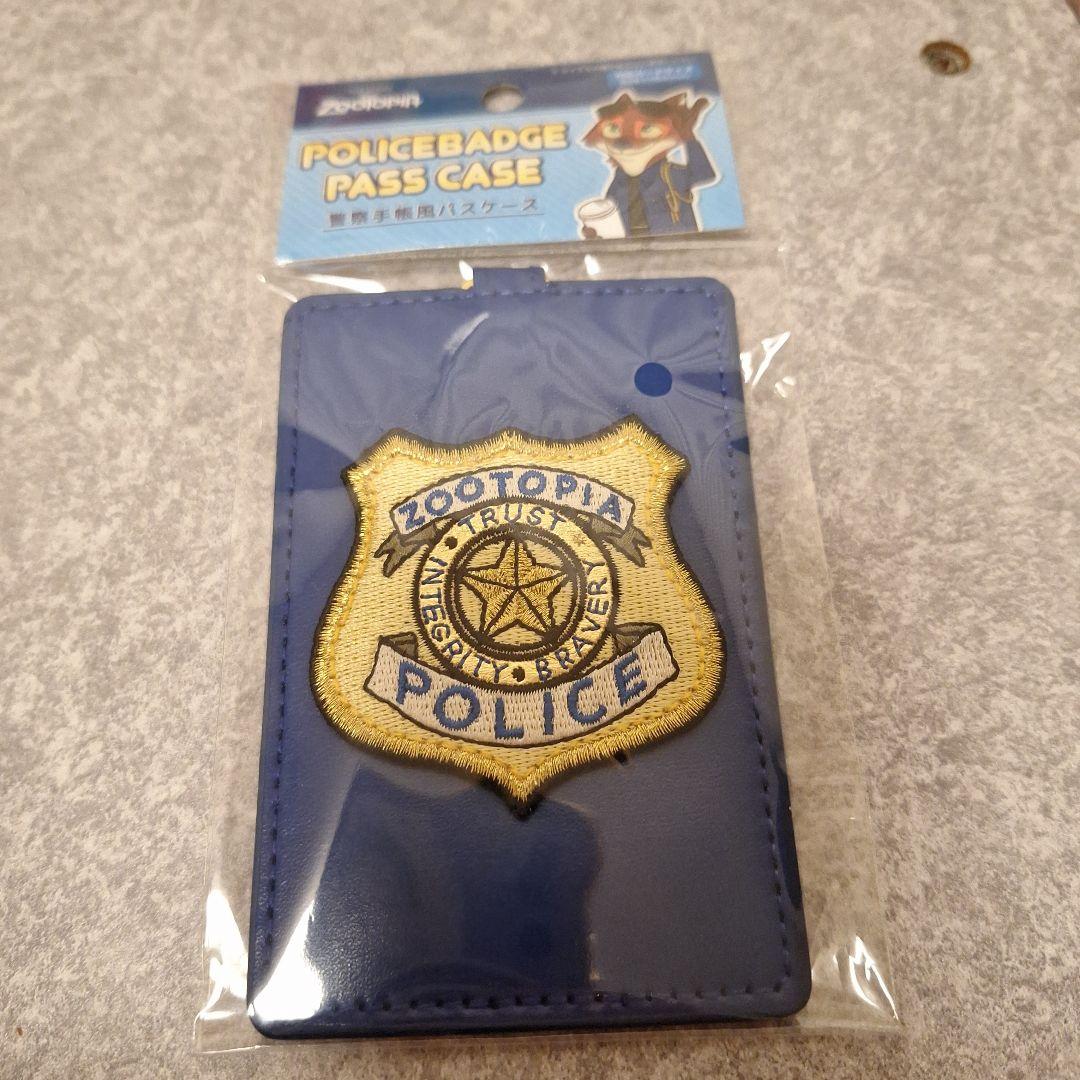 Zootopia
POLICEBADGE
PASS CASE
警察手帳風パスケース
ZOOTOPIA
TRUST
INTEGRITY • BRAVERY
POLICE